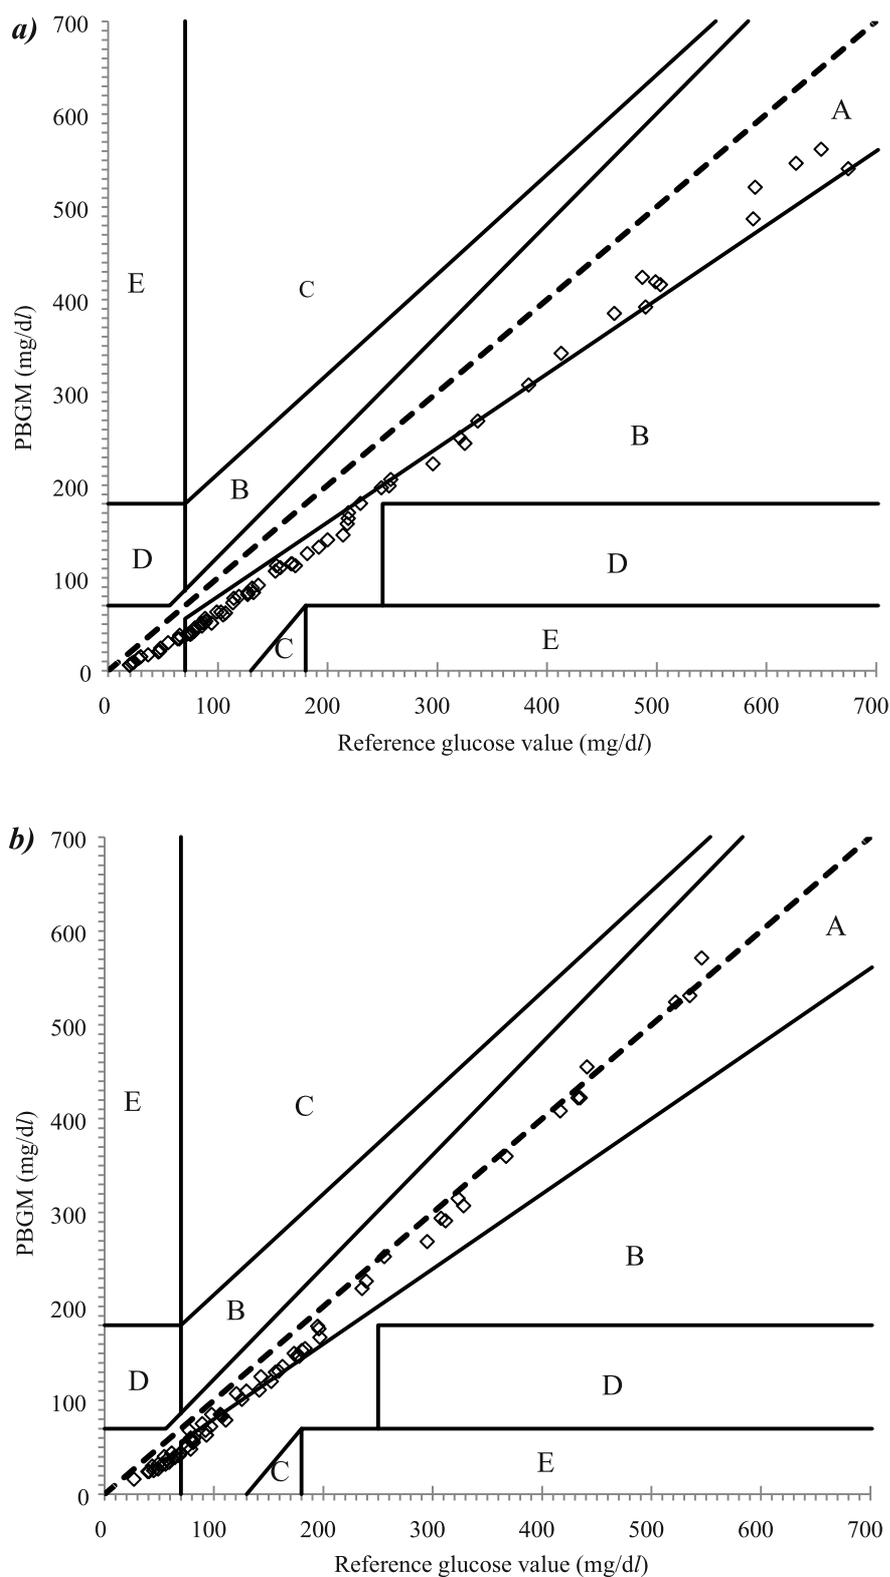 a)
700
600
500
400
300
200
100
0
PBGM (mg/dl)
A
E
C
B
B
D
D
C
E
0 100 200 300 400 500 600 700
Reference glucose value (mg/dl)
b)
700
600
500
400
300
200
100
0
PBGM (mg/dl)
A
E
C
B
B
D
D
C
E
0 100 200 300 400 500 600 700
Reference glucose value (mg/dl)